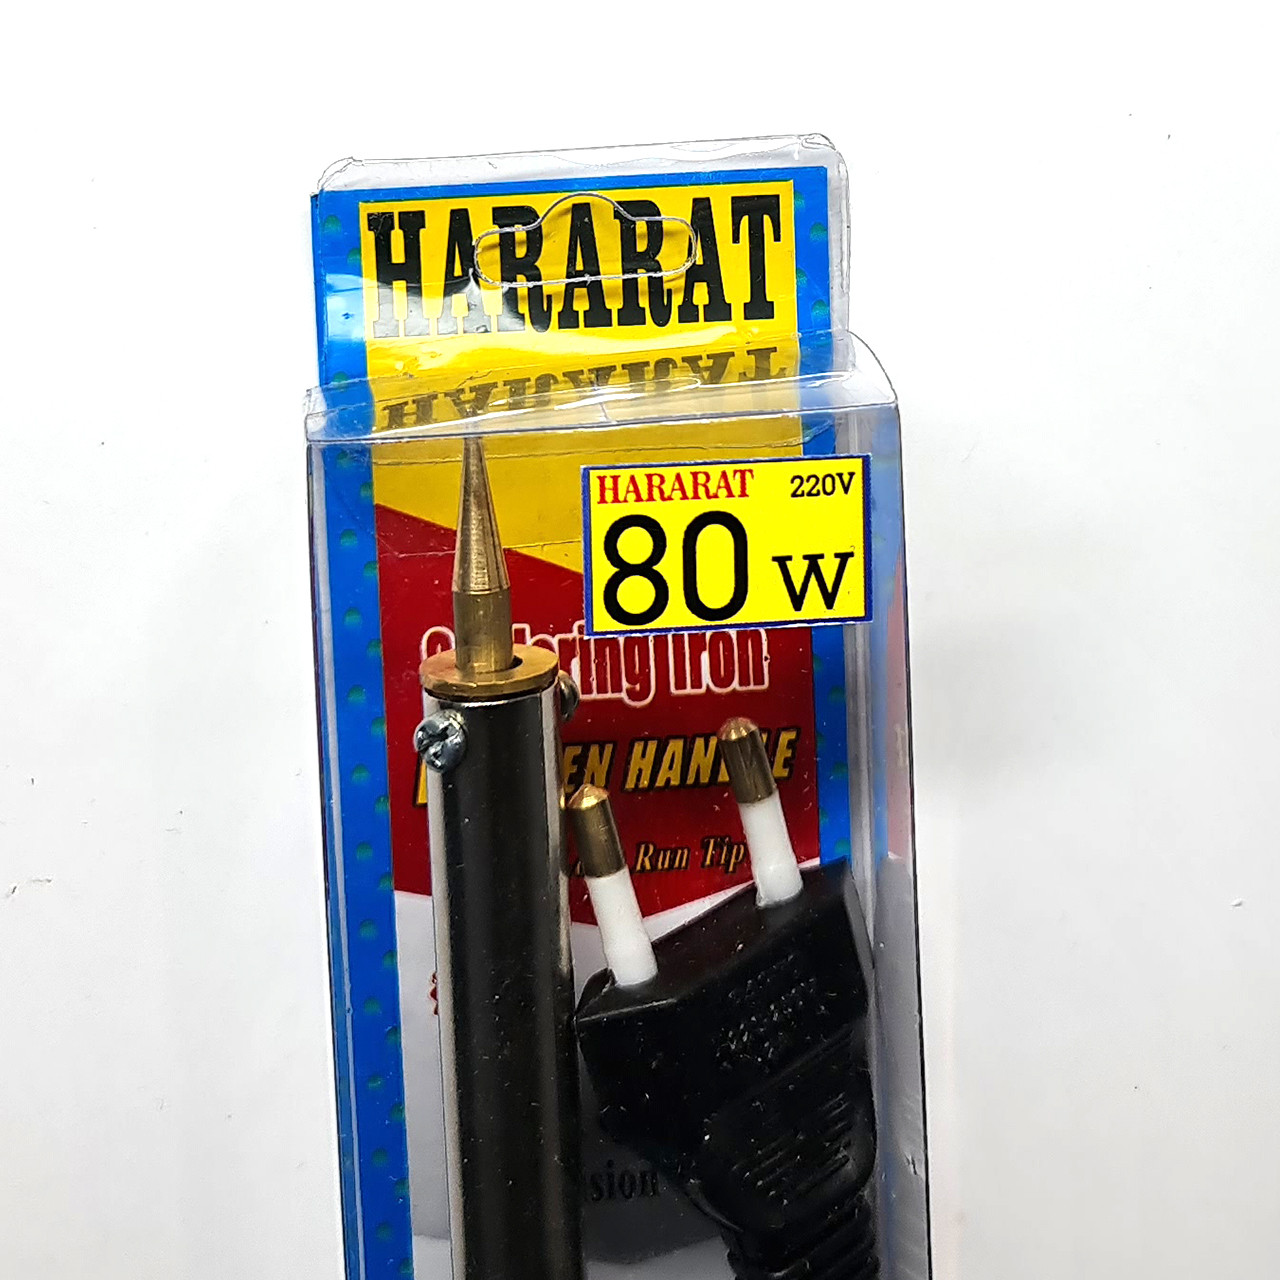 HARARAT
HARARAT 220V
80 W
Soldering Iron
HANDLE
Run Tip